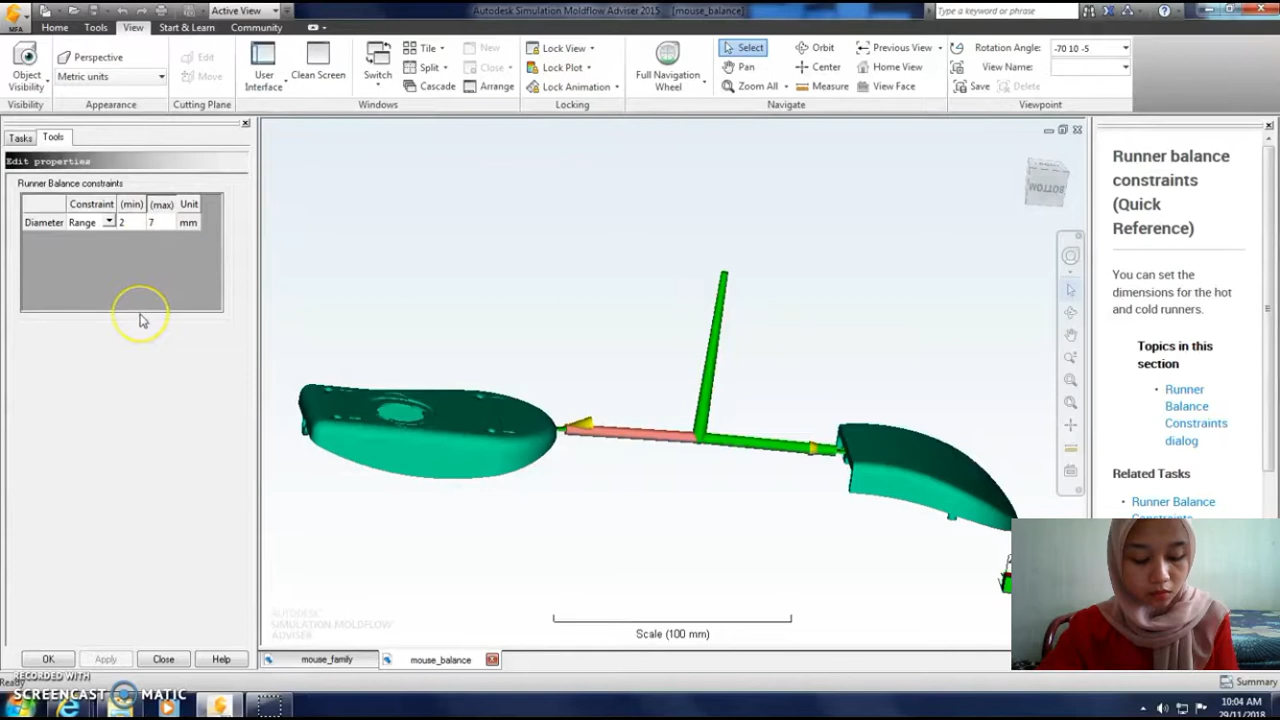 Active View
Autodesk Simulation Moldflow Adviser 2015 [mouse_balance]
Type a keyword or phrase
MFA
Home Tools View Start & Learn Community
Object Visibility
Visibility
Perspective
Metric units
Appearance
Edit
Move
Cutting Plane
User Interface
Clean Screen
Switch
Tile
Split
Cascade
New
Close
Arrange
Windows
Lock View
Lock Plot
Lock Animation
Locking
Full Navigation Wheel
Select
Pan
Zoom All
Orbit
Center
Measure
Previous View
Home View
View Face
Navigate
Rotation Angle: -70 10 -5
View Name:
Save Delete
Viewpoint
Tasks Tools
Edit properties
Runner Balance constraints
Constraint (min) (max) Unit
Diameter Range 2 7 mm
OK Apply Close Help
BOTTOM
AUTODESK
SIMULATION MOLDFLOW
ADVISER
Scale (100 mm)
mouse_family mouse_balance
Runner balance
constraints
(Quick
Reference)
You can set the
dimensions for the hot
and cold runners.
Topics in this
section
Runner
Balance
Constraints
dialog
Related Tasks
Runner Balance
Constraints
Ready
RECORDED WITH
SCREENCAST MATIC
Summary
10:04 AM
29/11/2018